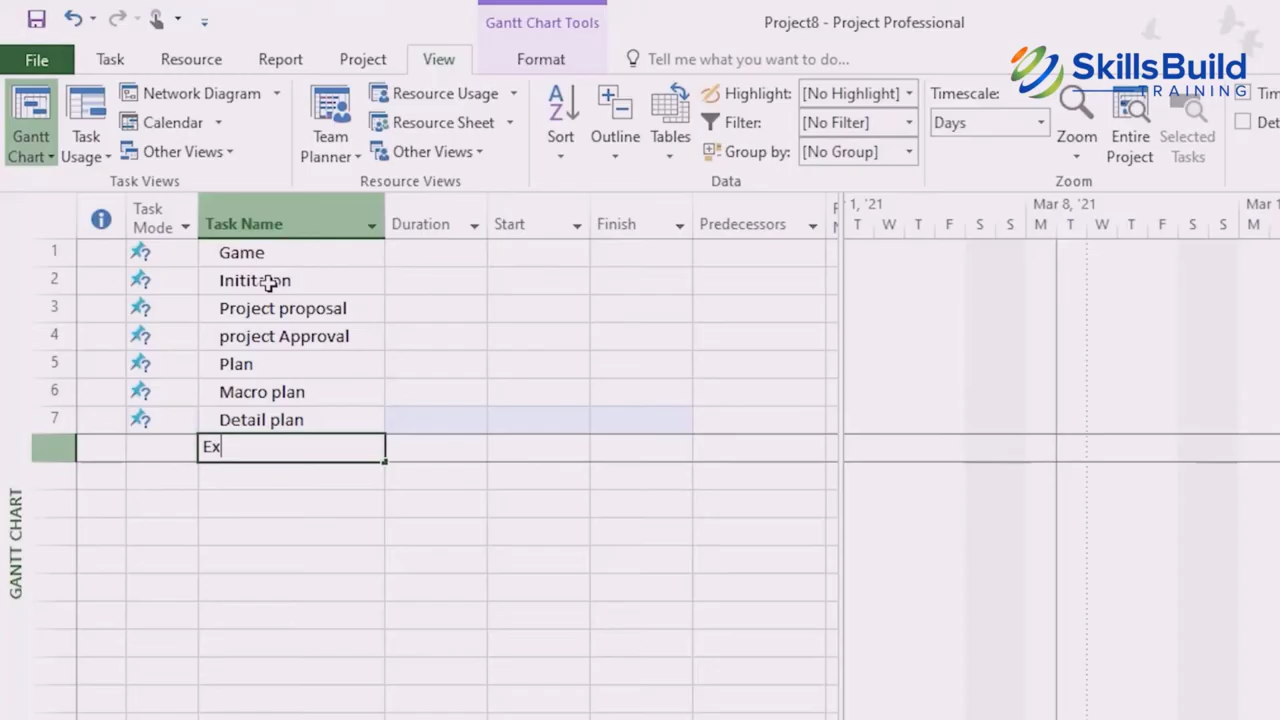 Gantt Chart Tools
Project8 - Project Professional
File Task Resource Report Project View Format Tell me what you want to do...
SkillsBuild
TRAINING
Gantt Chart
Task Usage
Network Diagram
Calendar
Other Views
Task Views
Team Planner
Resource Usage
Resource Sheet
Other Views
Resource Views
Sort
Outline
Tables
Highlight: [No Highlight]
Filter: [No Filter]
Group by: [No Group]
Data
Timescale:
Days
Zoom
Entire Project
Selected Tasks
Zoom
Task Mode Task Name Duration Start Finish Predecessors
1, '21 Mar 8, '21 Mar 1
T W T F S S M T W T F S S M
1 Game
2
3 Project proposal
4 project Approval
5 Plan
6 Macro plan
7 Detail plan
Ex
GANTT CHART